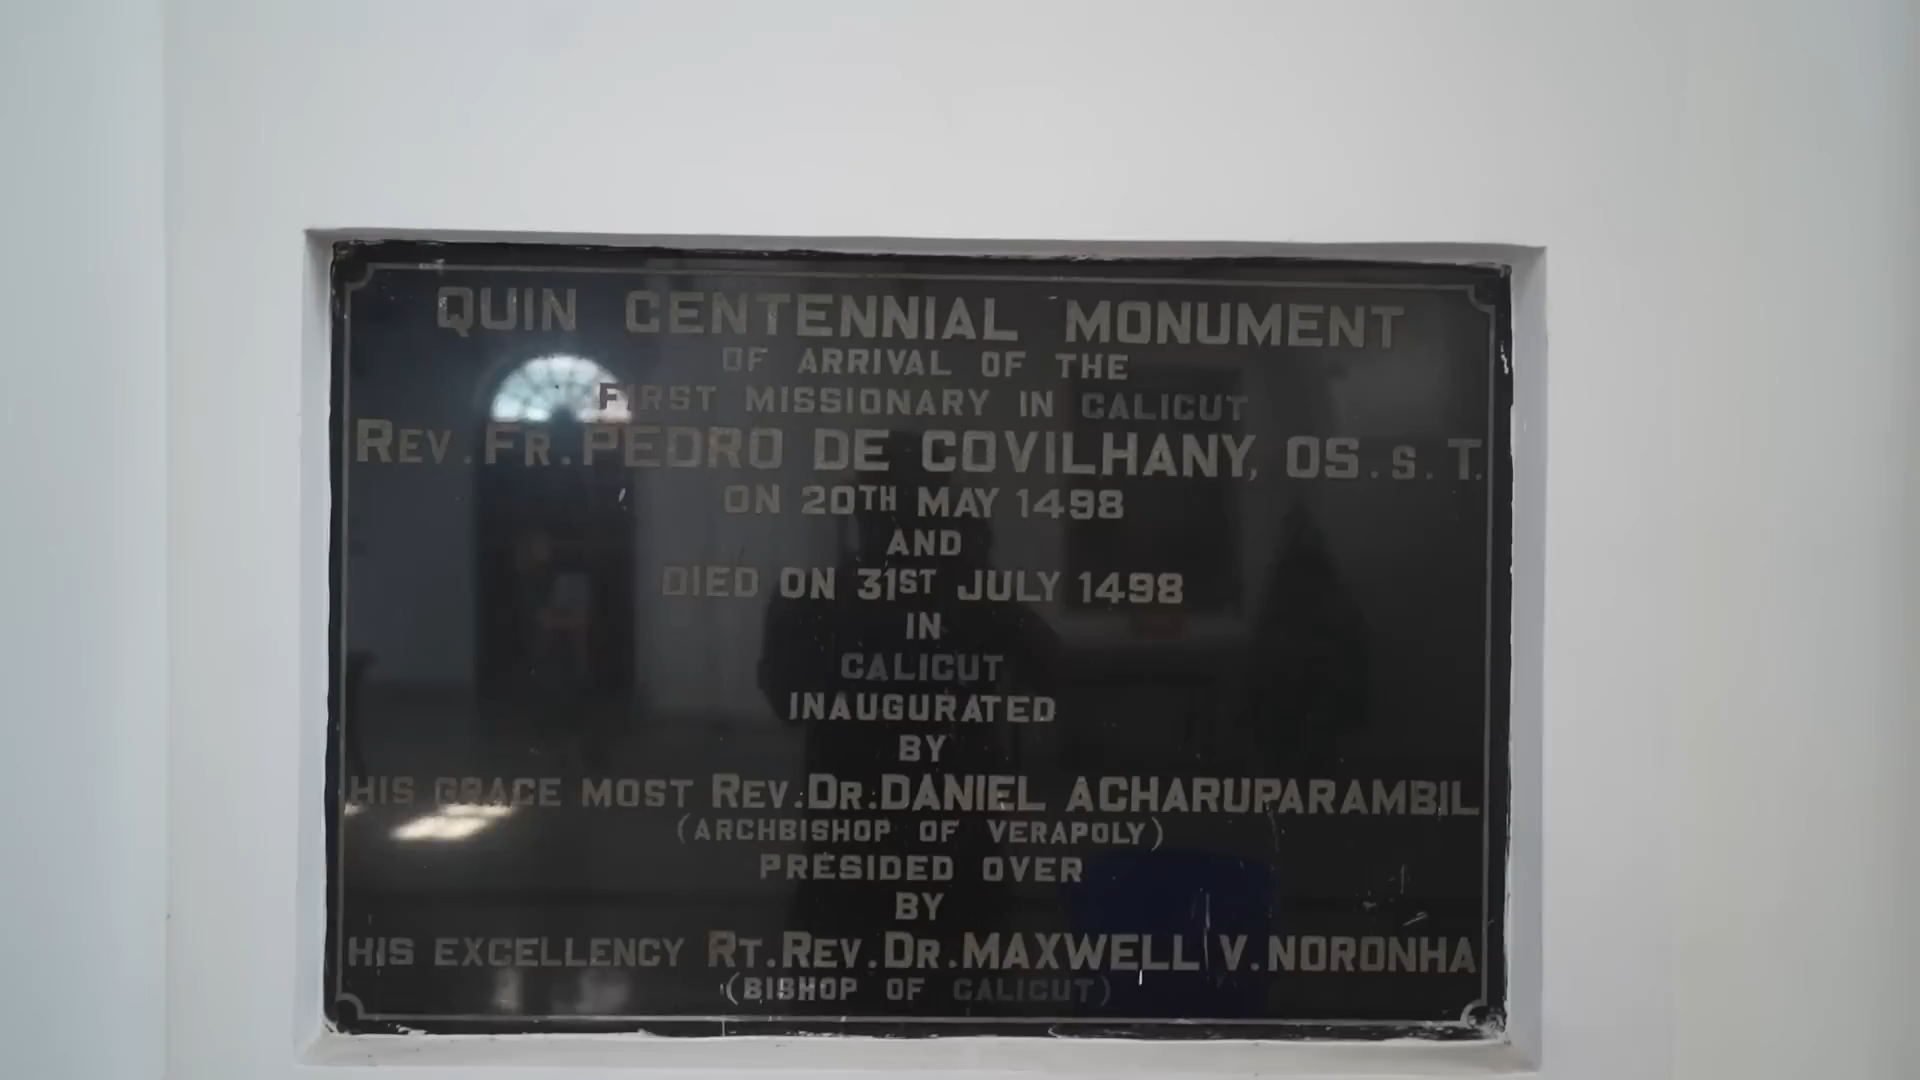 QUIN CENTENNIAL MONUMENT
OF ARRIVAL OF THE
FIRST MISSIONARY IN CALICUT
REV. FR. PEDRO DE COVILHANY, OS.S.T.
ON 20TH MAY 1498
AND
DIED ON 31ST JULY 1498
IN
CALICUT
INAUGURATED
BY
HIS GRACE MOST REV. DR. DANIEL ACHARUPARAMBIL
(ARCHBISHOP OF VERAPOLY)
PRESIDED OVER
BY
HIS EXCELLENCY RT. REV. DR. MAXWELL V. NORONHA
(BISHOP OF CALICUT)